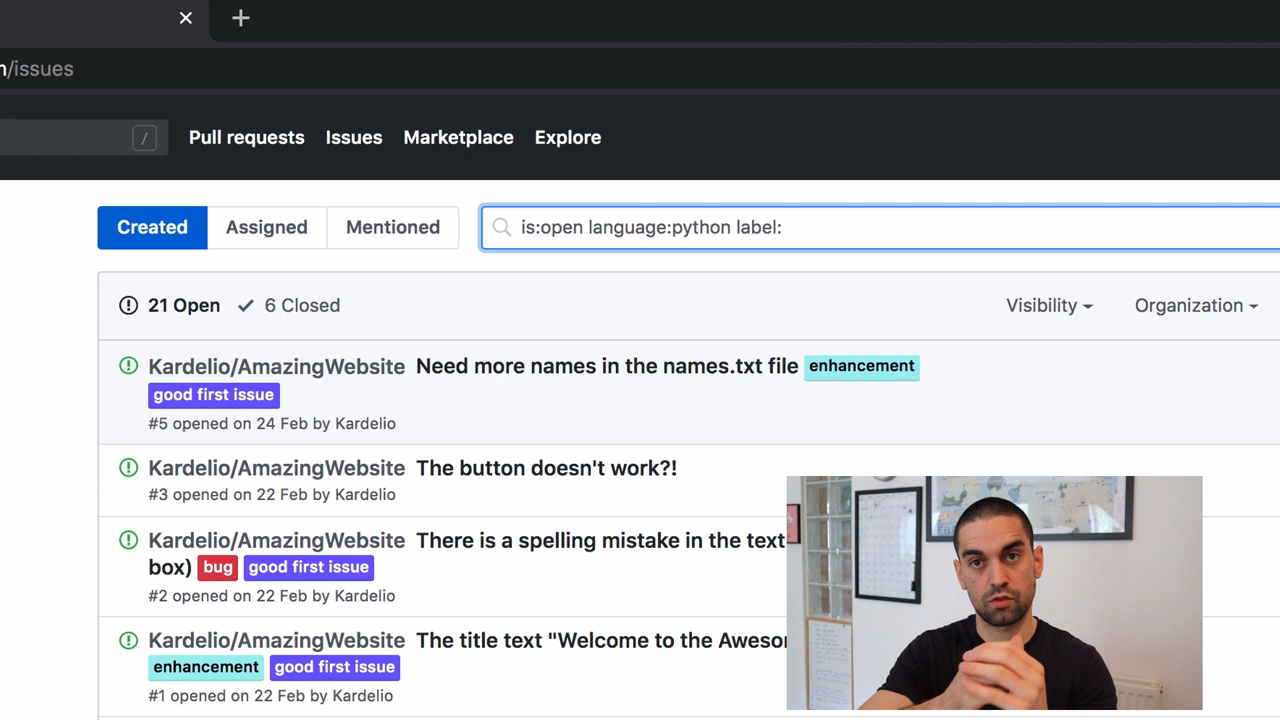 n/issues
/ Pull requests Issues Marketplace Explore
Created Assigned Mentioned is:open language:python label:
21 Open 6 Closed Visibility Organization
Kardelio/AmazingWebsite Need more names in the names.txt file enhancement
good first issue
#5 opened on 24 Feb by Kardelio
Kardelio/AmazingWebsite The button doesn't work?!
#3 opened on 22 Feb by Kardelio
Kardelio/AmazingWebsite There is a spelling mistake in the text
box) bug good first issue
#2 opened on 22 Feb by Kardelio
Kardelio/AmazingWebsite The title text "Welcome to the Aweso
enhancement good first issue
#1 opened on 22 Feb by Kardelio